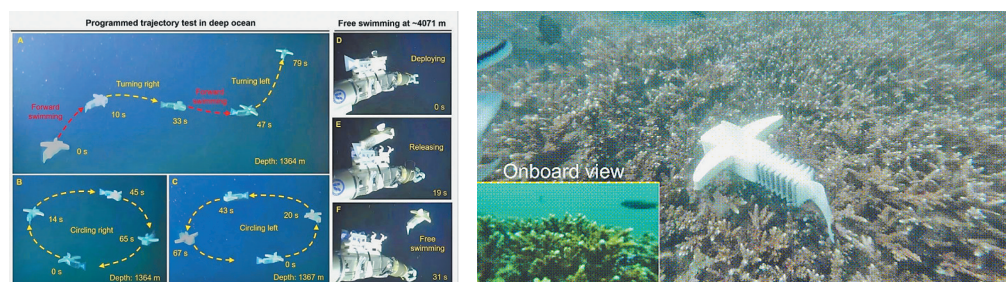 Programmed trajectory test in deep ocean
Free swimming at ~4071 m
A
Forward
swimming
0 s
Turning right
10 s
33 s
Forward
swimming
Turning left
47 s
79 s
Depth: 1364 m
B
0 s
14 s
45 s
65 s
Circling right
Depth: 1364 m
C
0 s
20 s
43 s
67 s
Circling left
Depth: 1367 m
D
Deploying
0 s
E
Releasing
19 s
F
Free
swimming
31 s
Onboard view